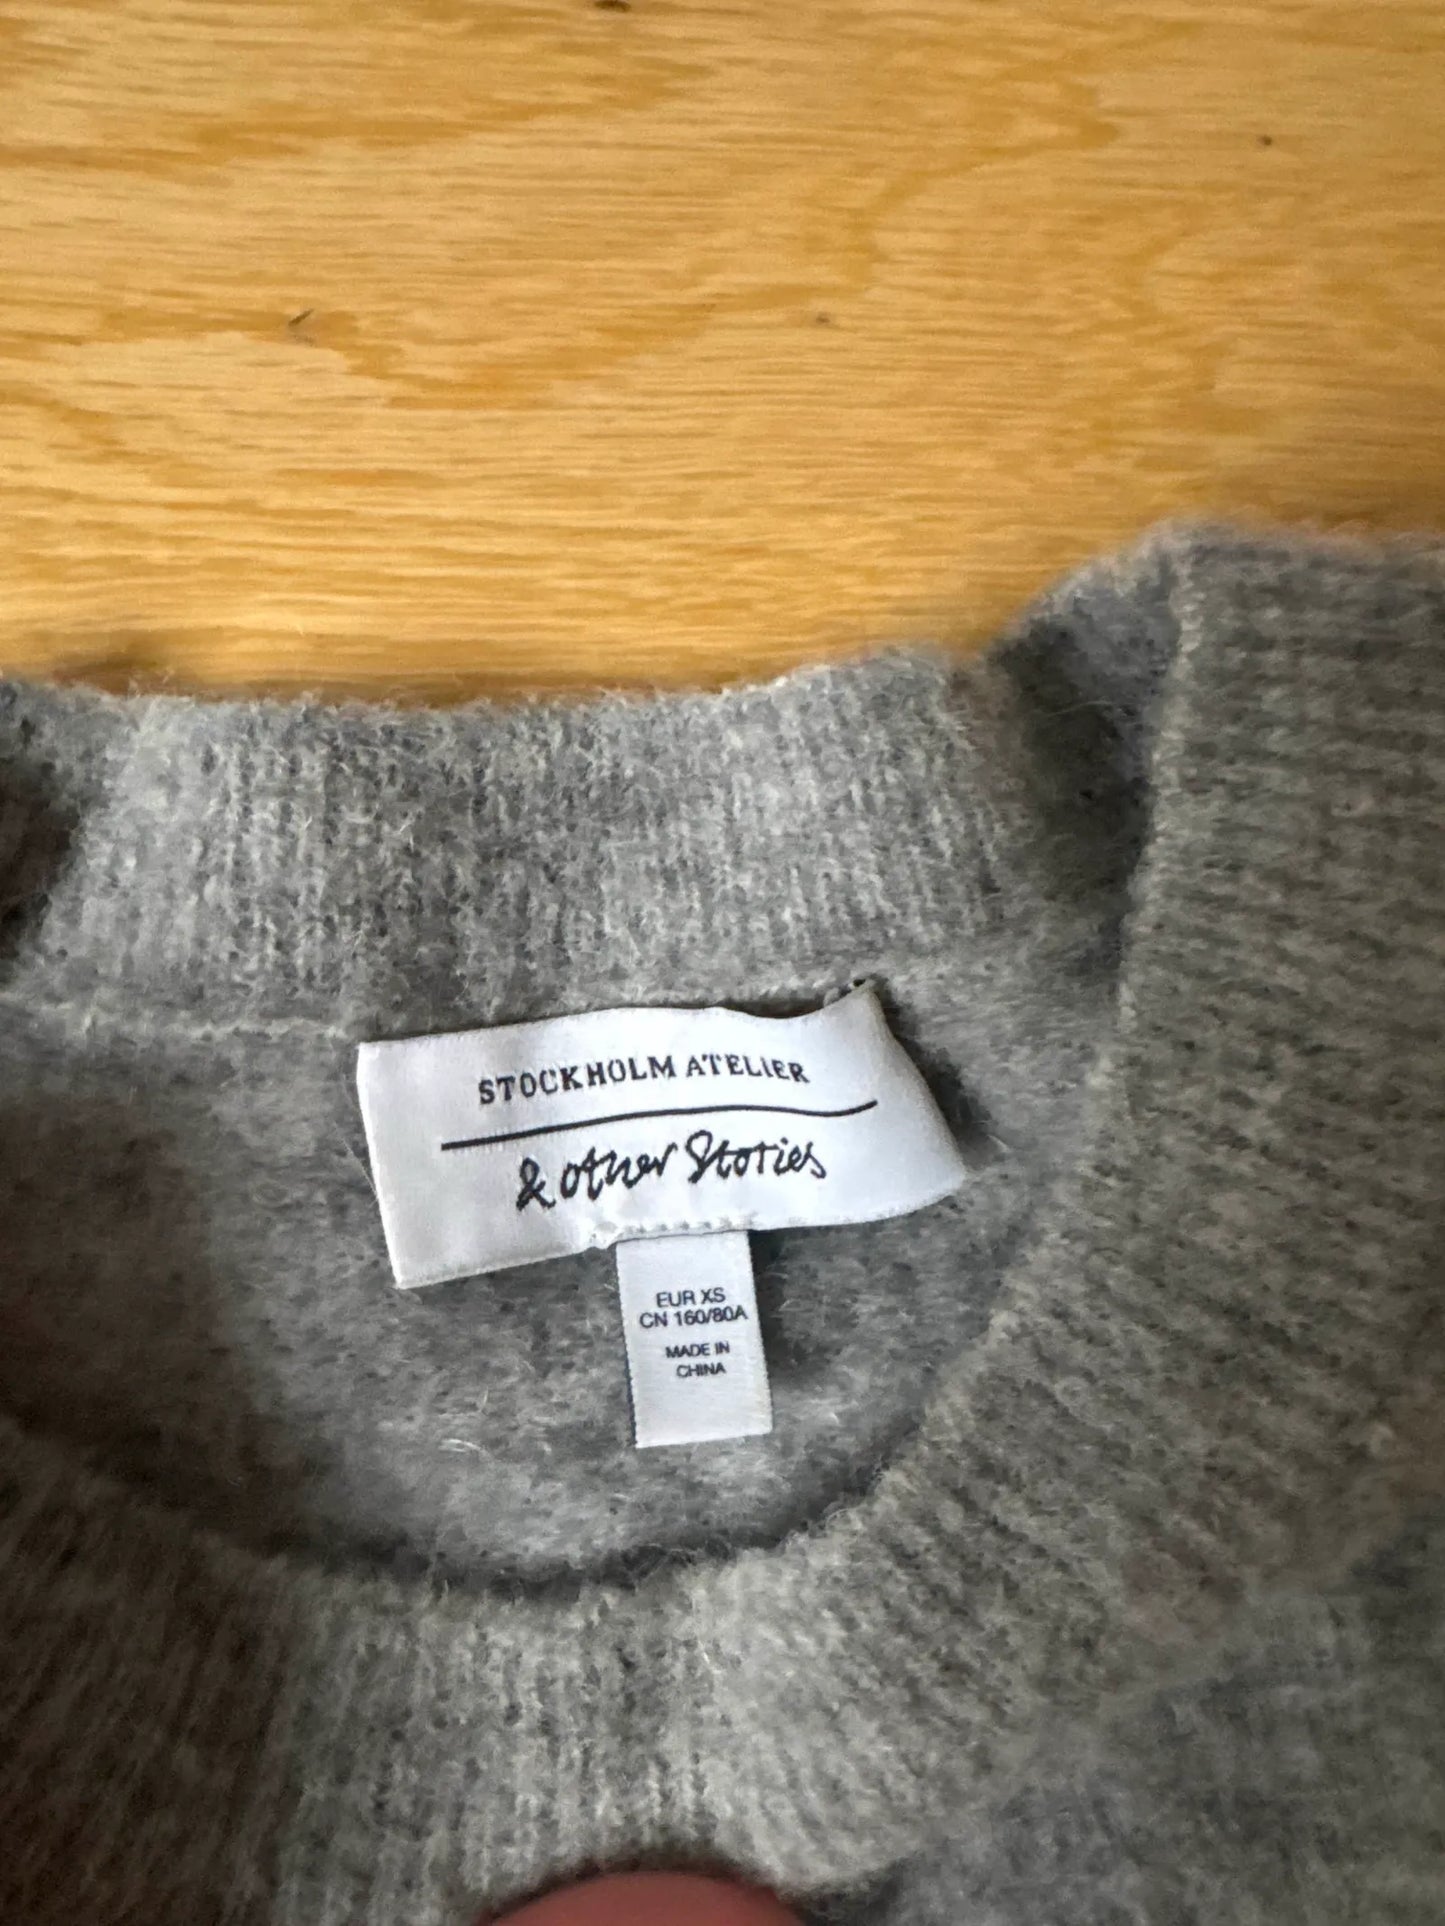 STOCKHOLM ATELIER
& Other Stories
EUR XS
CN 160/80A
MADE IN
CHINA